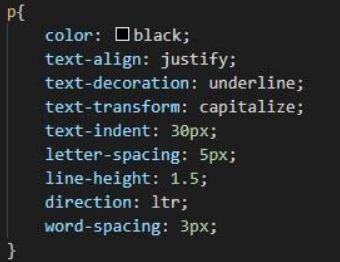 p{
color: black;
text-align: justify;
text-decoration: underline;
text-transform: capitalize;
text-indent: 30px;
letter-spacing: 5px;
line-height: 1.5;
direction: ltr;
word-spacing: 3px;
}